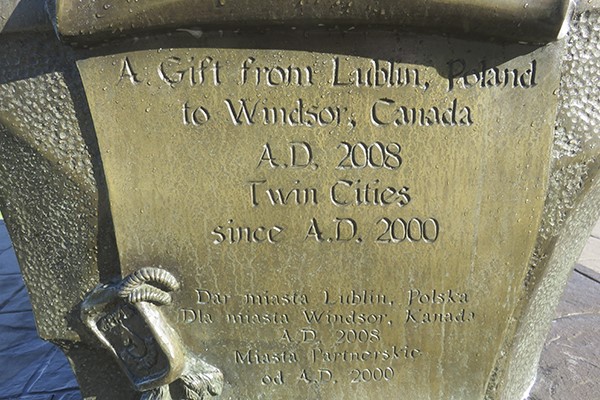 A Gift from Lublin, Poland
to Windsor, Canada
A.D. 2008
Twin Cities
since A.D. 2000
Dar miasta Lublin, Polska
Dla miasta Windsor, Kanada
A.D. 2008
Miasta Partnerskie
od A.D. 2000